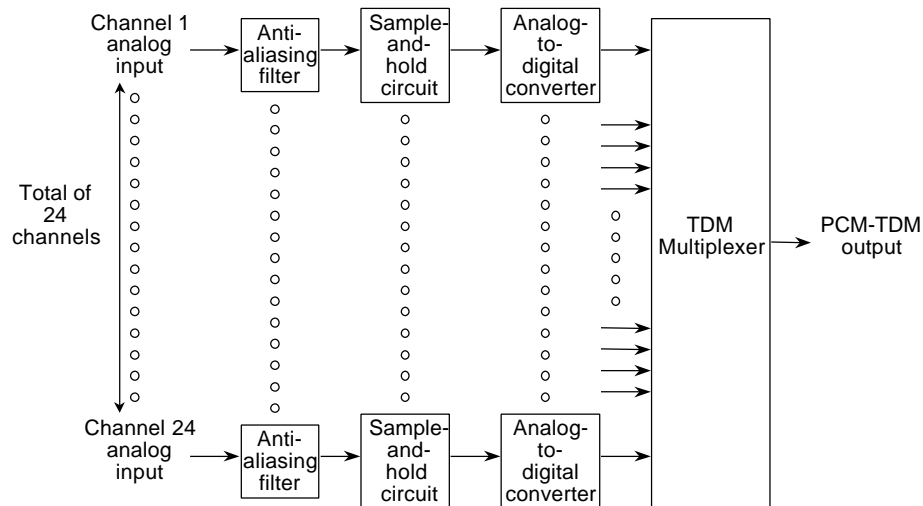 Channel 1
analog
input
Anti-
aliasing
filter
Sample-
and-
hold
circuit
Analog-
to-
digital
converter
Total of
24
channels
TDM
Multiplexer
PCM-TDM
output
Channel 24
analog
input
Anti-
aliasing
filter
Sample-
and-
hold
circuit
Analog-
to-
digital
converter